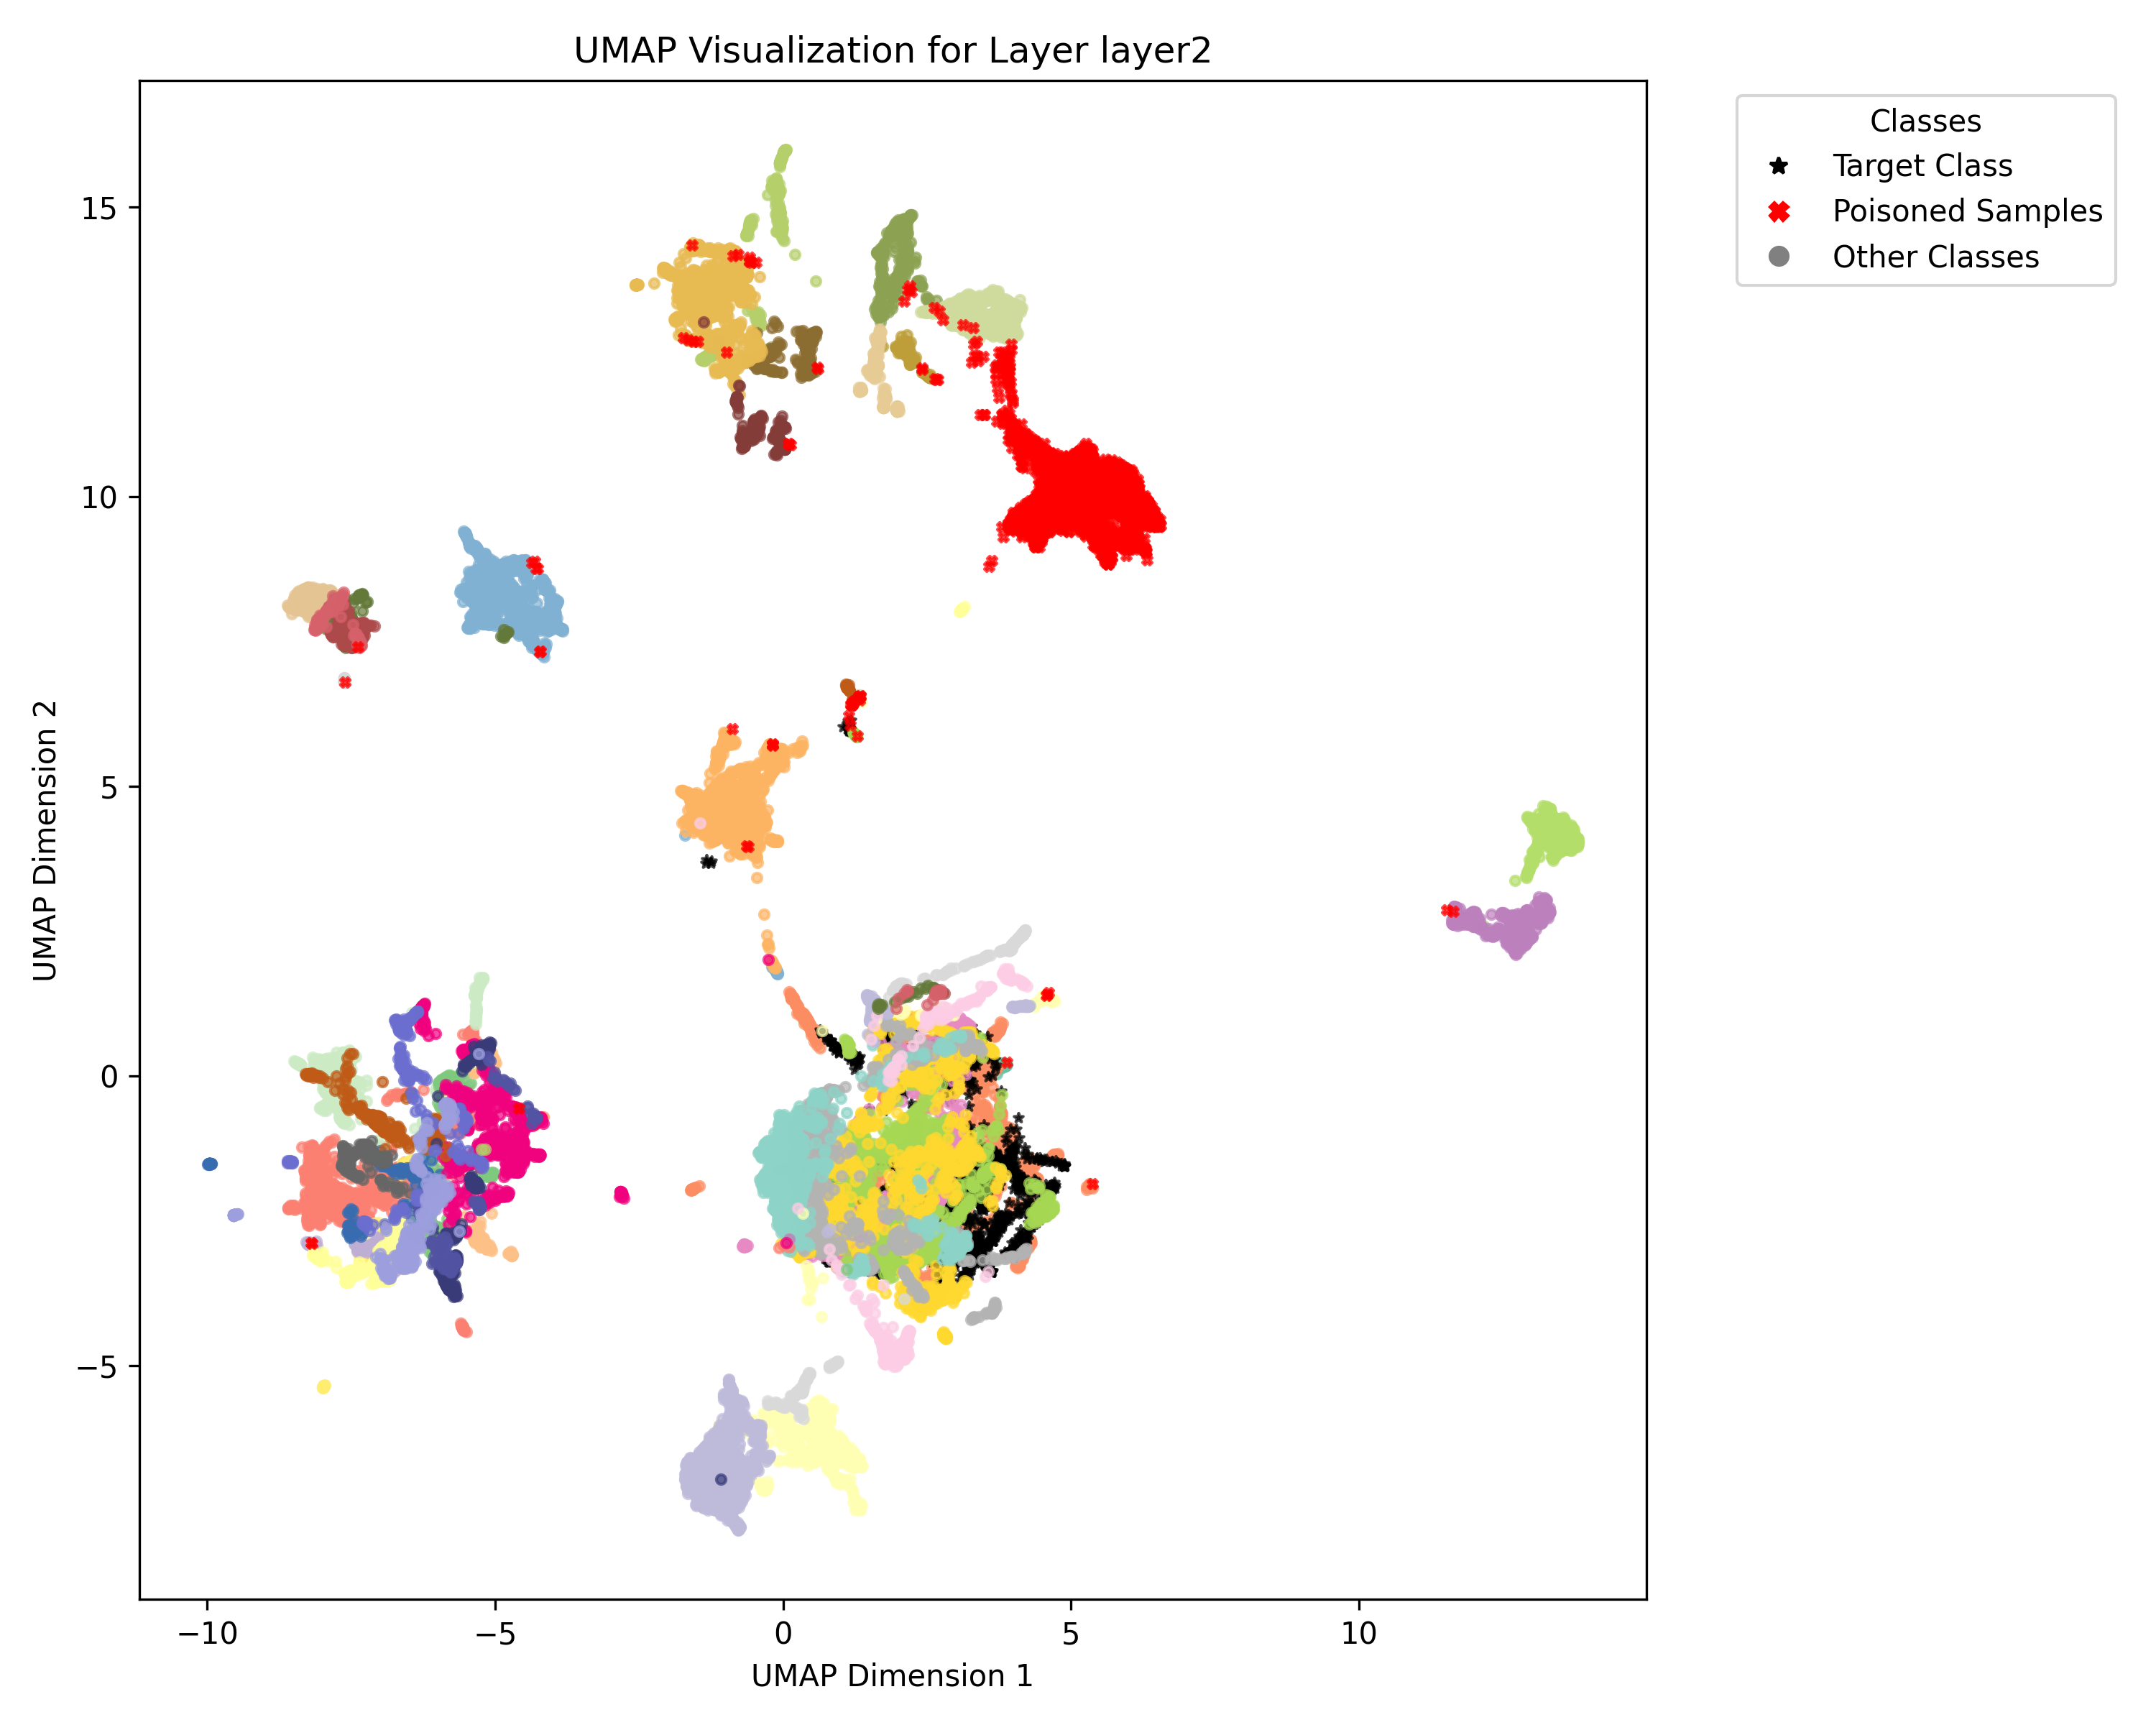 UMAP Visualization for Layer layer2
Classes
Target Class
Poisoned Samples
Other Classes
15
10
5
0
−5
UMAP Dimension 2
−10
−5
0
5
10
UMAP Dimension 1